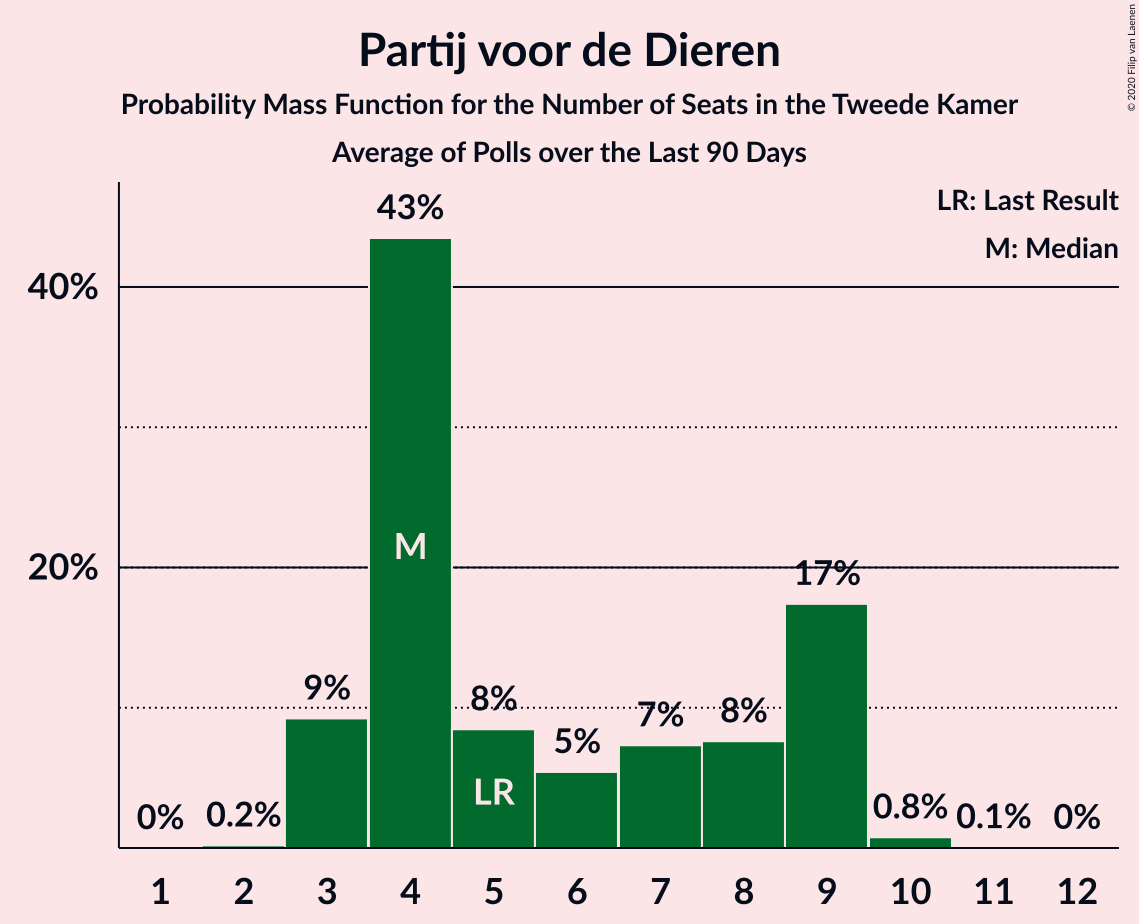 Partij voor de Dieren
Probability Mass Function for the Number of Seats in the Tweede Kamer
Average of Polls over the Last 90 Days
© 2020 Filip van Laenen
LR: Last Result
M: Median
40%
20%
0%
0.2%
9%
43%
8%
5%
7%
8%
17%
0.8%
0.1%
0%
M
LR
1 2 3 4 5 6 7 8 9 10 11 12